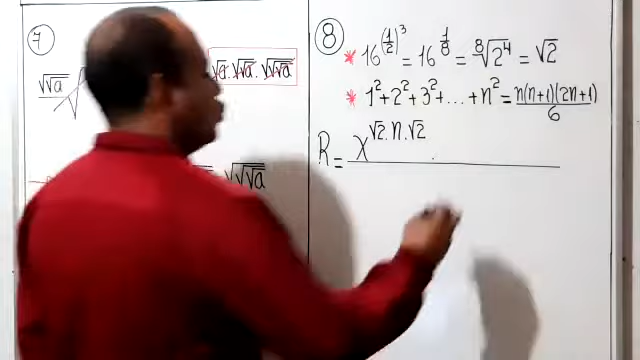 7
√√a
√a · √√a · √√√a
√√√a
8
* 16^(1/2)^3 = 16^(1/8) = ⁸√2⁴ = √2
* 1² + 2² + 3² + ... + n² = n(n+1)(2n+1)/6
R = x^(√2 · n · √2)